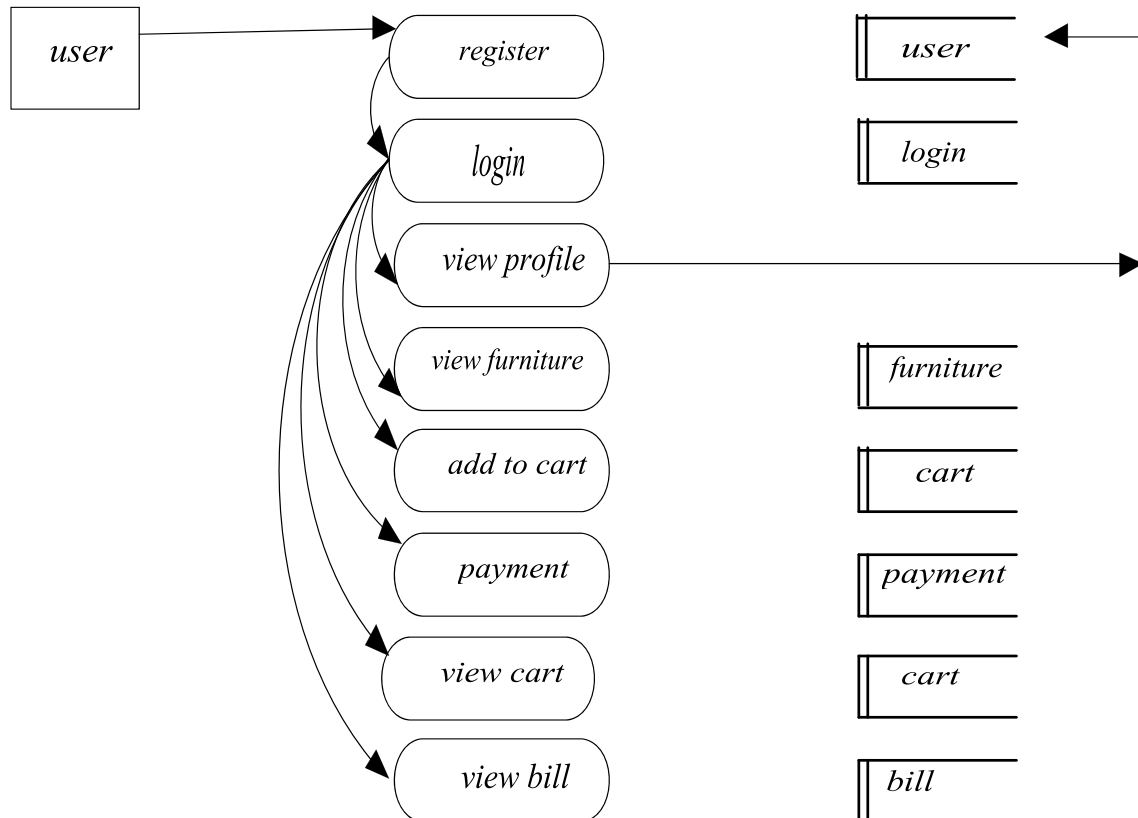 user
register
user
login
login
view profile
view furniture
furniture
add to cart
cart
payment
payment
view cart
cart
view bill
bill